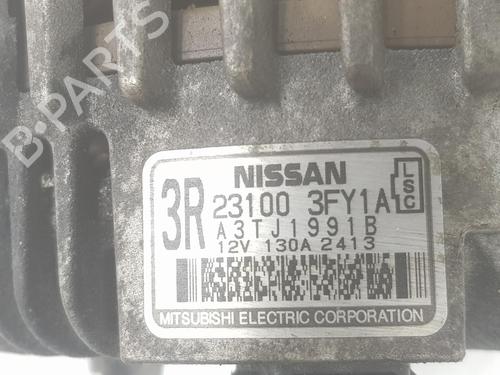 B-PARTS
NISSAN
3R 23100 3FY1A
LSC
A3TJ1991B
12V 130A 2413
MITSUBISHI ELECTRIC CORPORATION